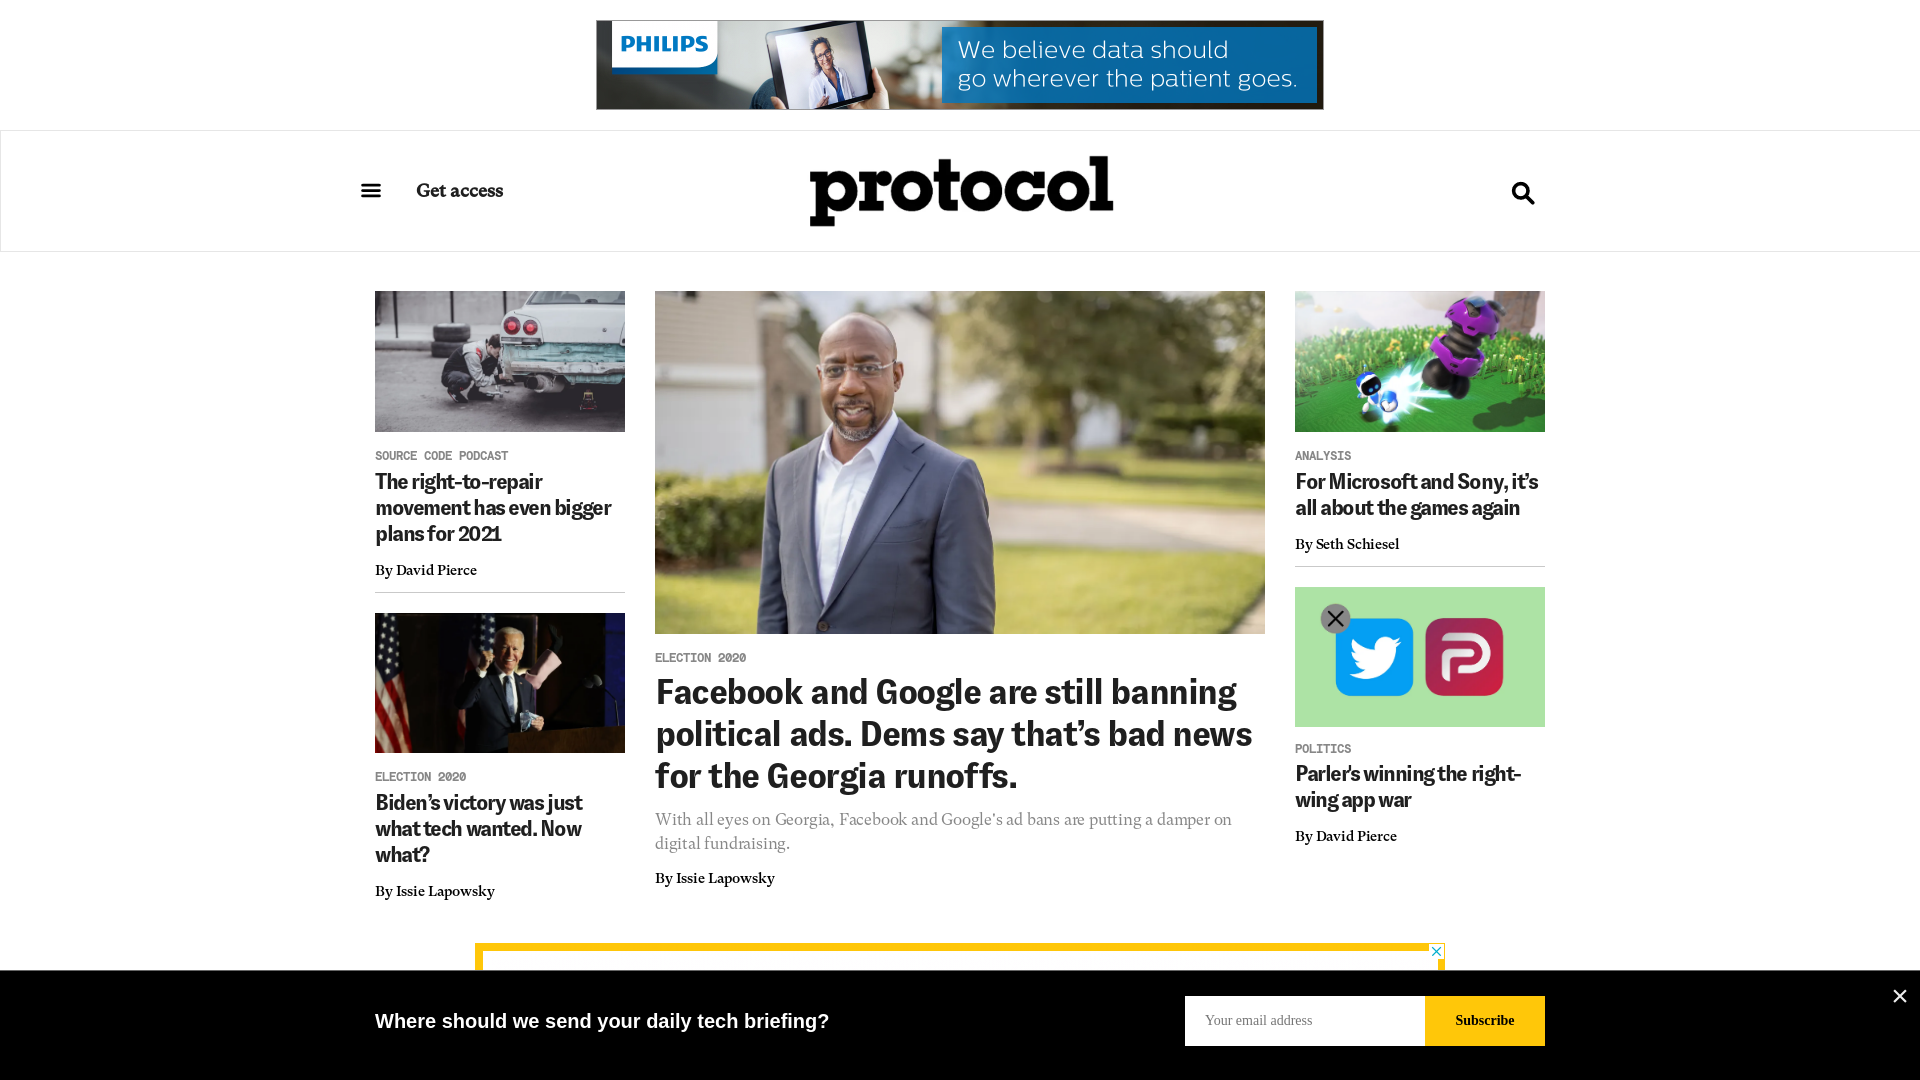 PHILIPS
We believe data should
go wherever the patient goes.
Get access
protocol
SOURCE CODE PODCAST
The right-to-repair
movement has even bigger
plans for 2021
By David Pierce
ELECTION 2020
Biden’s victory was just
what tech wanted. Now
what?
By Issie Lapowsky
ELECTION 2020
Facebook and Google are still banning
political ads. Dems say that’s bad news
for the Georgia runoffs.
With all eyes on Georgia, Facebook and Google's ad bans are putting a damper on
digital fundraising.
By Issie Lapowsky
ANALYSIS
For Microsoft and Sony, it’s
all about the games again
By Seth Schiesel
POLITICS
Parler's winning the right-
wing app war
By David Pierce
Where should we send your daily tech briefing?
Your email address
Subscribe